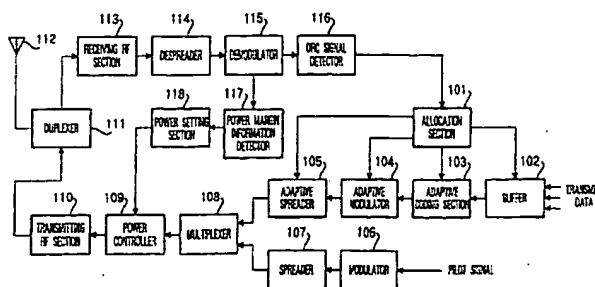 113
114
115
116
112
RECEIVING RF
SECTION
DESPREADER
DEMODULATOR
DRC SIGNAL
DETECTOR
118
117
101
DUPLEXER
111
POWER SETTING
SECTION
POWER MARGIN
INFORMATION
DETECTOR
ALLOCATION
SECTION
105
104
103
102
110
109
108
ADAPTIVE
SPREADER
ADAPTIVE
MODULATOR
ADAPTIVE
CODING SECTION
BUFFER
TRANSMI
DATA
TRANSMITTING
RF SECTION
POWER
CONTROLLER
MULTIPLEXER
107
106
SPREADER
MODULATOR
PILOT SIGNAL